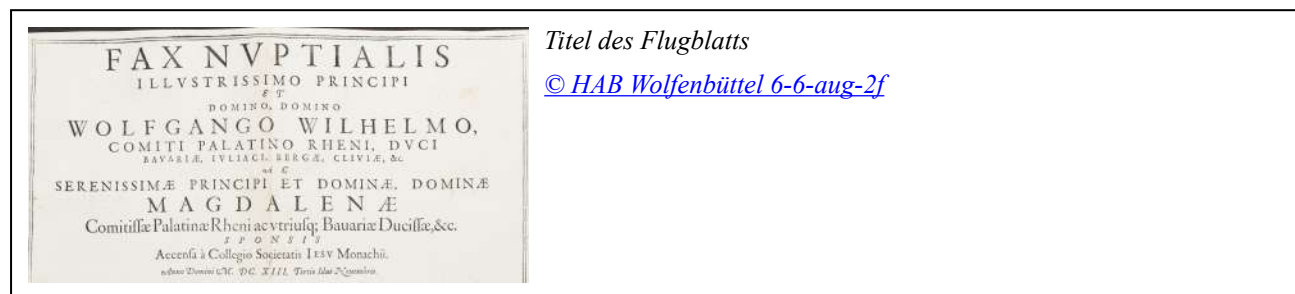 FAX NVPTIALIS
ILLVSTRISSIMO PRINCIPI
ET
DOMINO, DOMINO
WOLFGANGO WILHELMO,
COMITI PALATINO RHENI, DVCI
BAVARIÆ, IVLIACI, BERGÆ, CLIVIÆ, &c.
AC
SERENISSIMÆ PRINCIPI ET DOMINÆ, DOMINÆ
MAGDALENÆ
Comitiſſæ Palatinæ Rheni ac vtriuſq; Bauariæ Duciſſæ, &c.
SPONSIS
Accenſa à Collegio Societatis IESV Monachii.
Anno Domini M. DC. XIII. Tertio Idus Nouembris.
Titel des Flugblatts
© HAB Wolfenbüttel 6-6-aug-2f